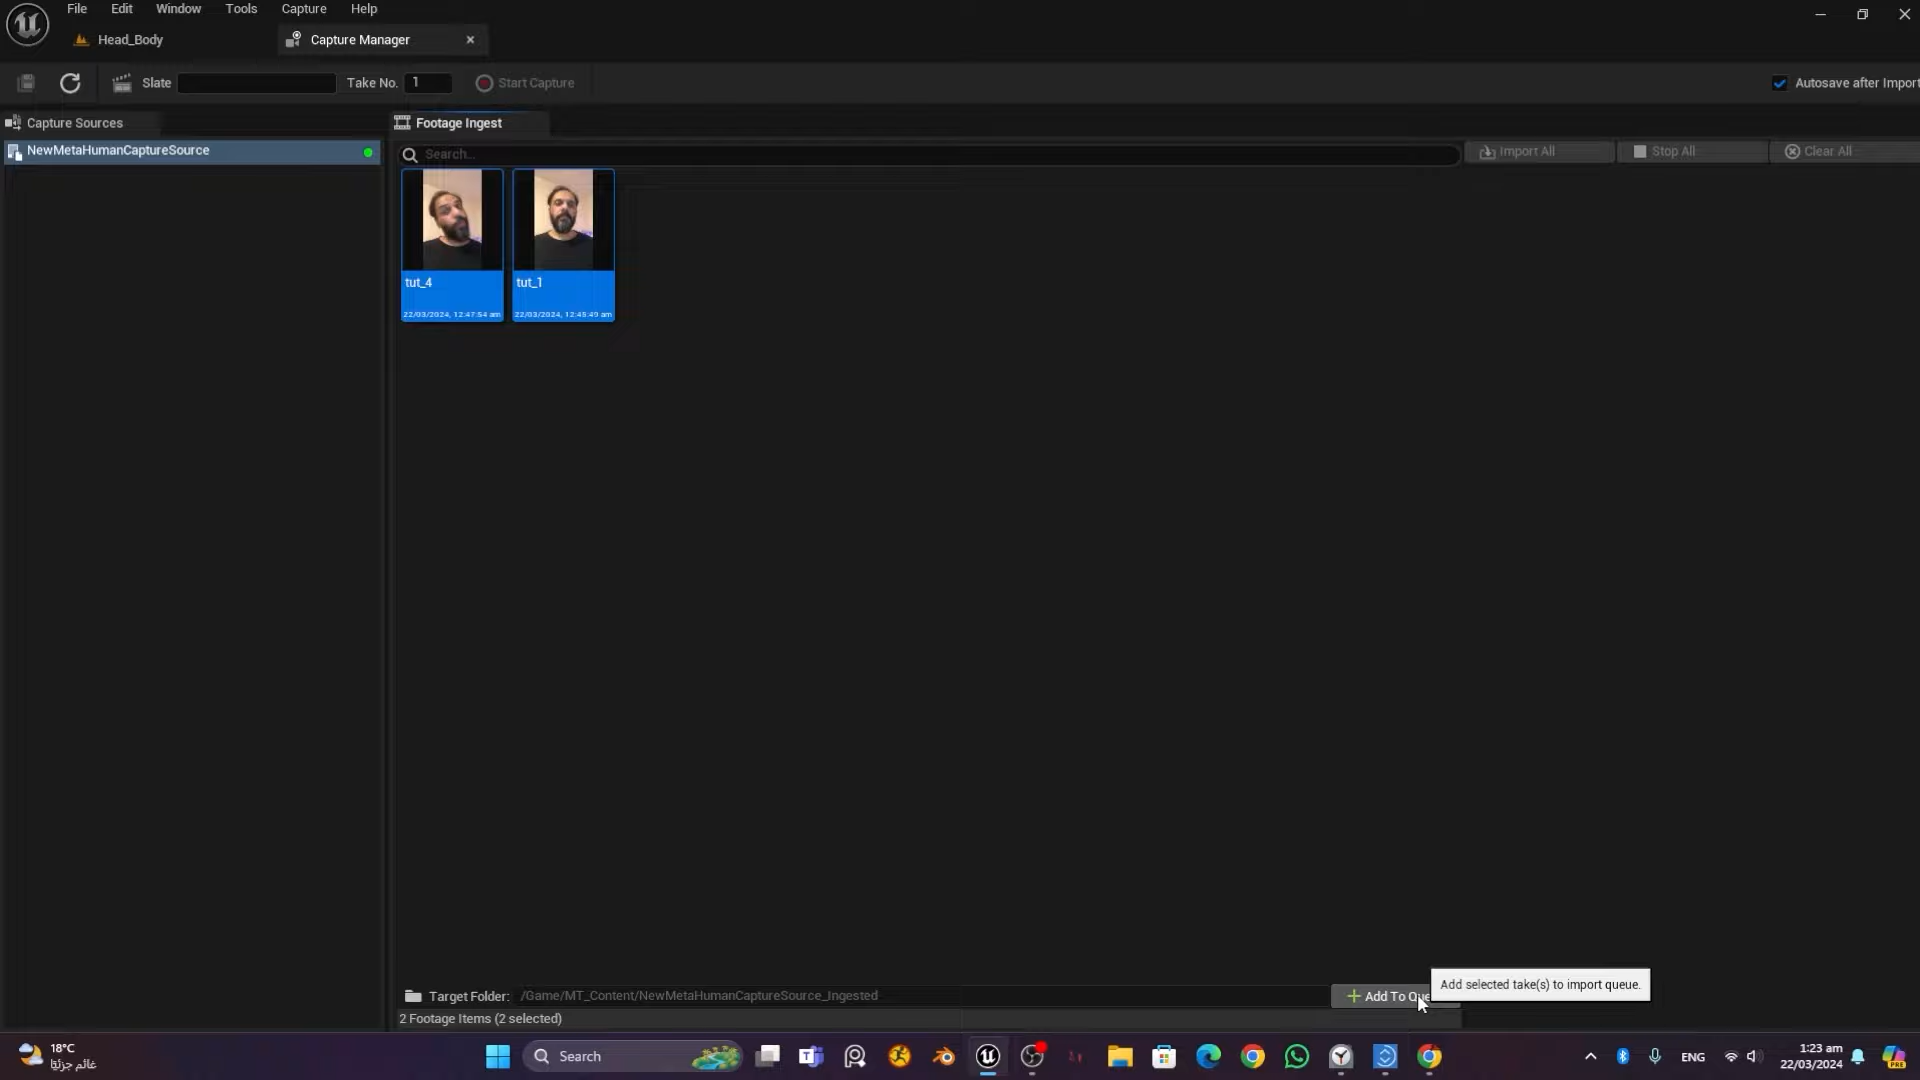 File Edit Window Tools Capture Help
Head_Body
Capture Manager
Slate
Take No. 1
Start Capture
Autosave after Import
Capture Sources
Footage Ingest
NewMetaHumanCaptureSource
Search...
Import All
Stop All
Clear All
tut_4
tut_1
22/03/2024, 12:47:54 am
22/03/2024, 12:45:49 am
Add selected take(s) to import queue.
Target Folder: /Game/MT_Content/NewMetaHumanCaptureSource_Ingested
Add To Que
2 Footage Items (2 selected)
18°C
غائم جزئيًا
Search
ENG
1:23 am
22/03/2024
PRE